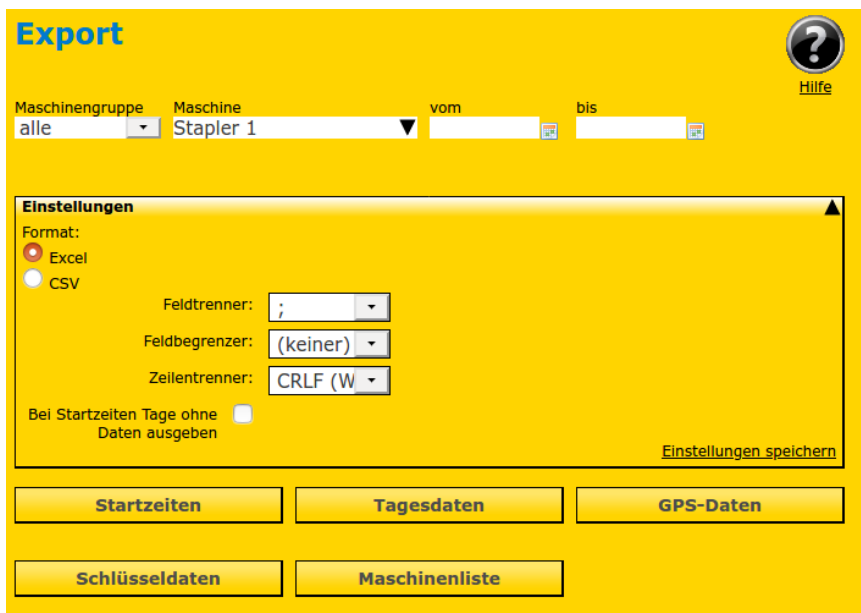 Export
?
Hilfe
Maschinengruppe Maschine vom bis
alle Stapler 1
Einstellungen
Format:
Excel
CSV
Feldtrenner: ;
Feldbegrenzer: (keiner)
Zeilentrenner: CRLF (W
Bei Startzeiten Tage ohne
Daten ausgeben
Einstellungen speichern
Startzeiten Tagesdaten GPS-Daten
Schlüsseldaten Maschinenliste